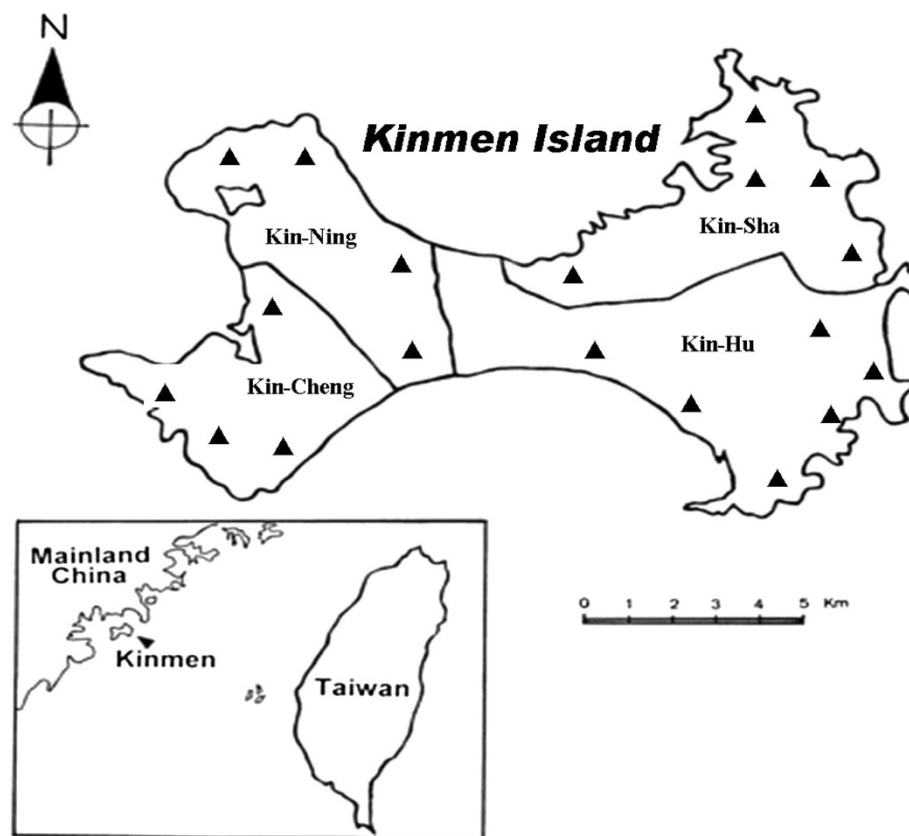 N
Kinmen Island
Kin-Ning
Kin-Sha
Kin-Hu
Kin-Cheng
Mainland
China
Kinmen
Taiwan
0 1 2 3 4 5 Km